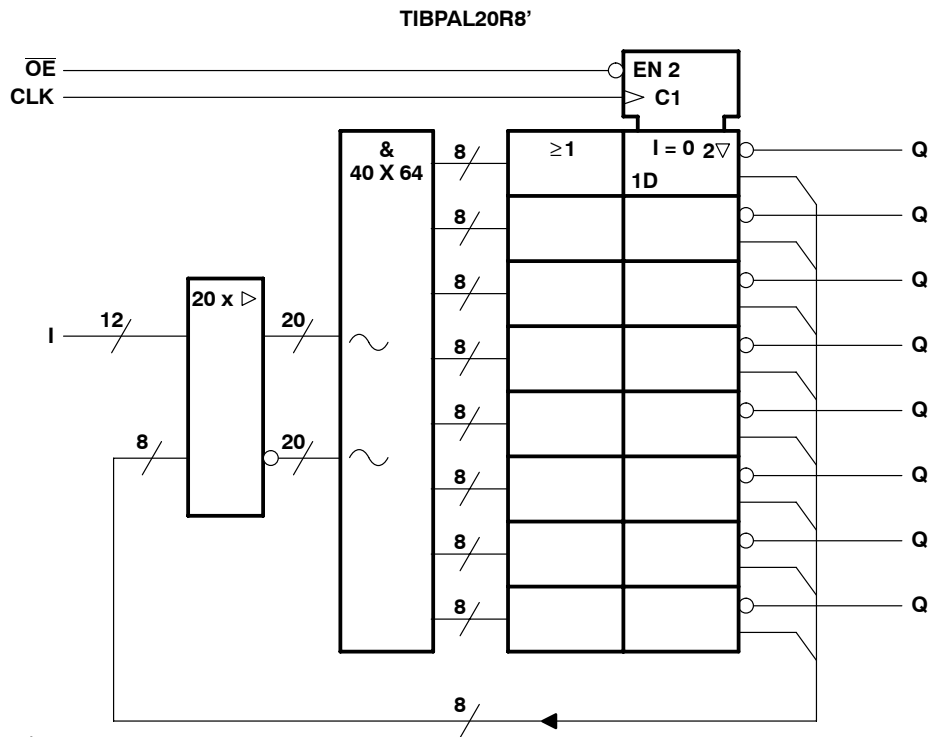 TIBPAL20R8’
OE
EN 2
CLK
C1
&
40 X 64
8
≥1
I = 0 2▽
1D
Q
8
Q
8
Q
20 x ▷
I
12
20
8
Q
8
Q
8
20
8
Q
8
Q
8
Q
8